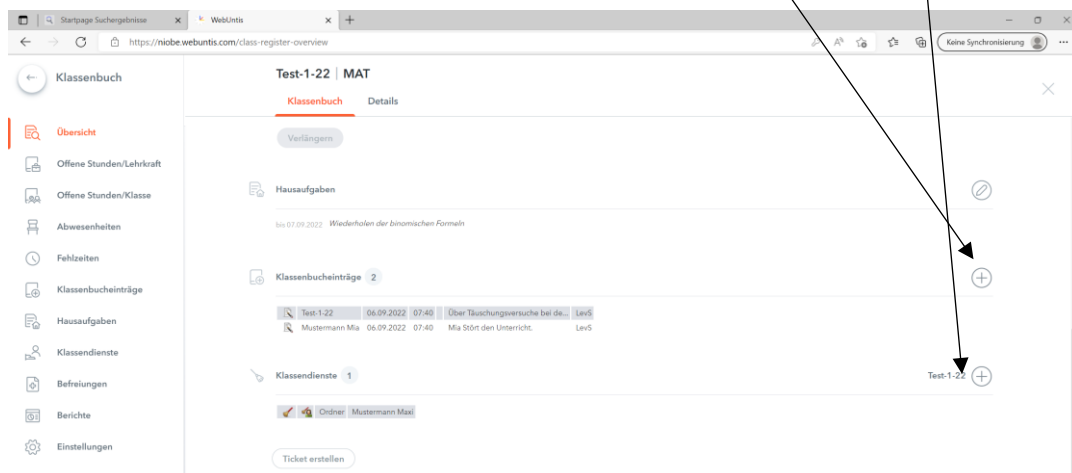 Startpage Suchergebnisse
WebUntis
https://niobe.webuntis.com/class-register-overview
Keine Synchronisierung
Klassenbuch
Test-1-22 | MAT
Klassenbuch Details
Übersicht
Verlängern
Offene Stunden/Lehrkraft
Offene Stunden/Klasse
Hausaufgaben
Abwesenheiten
bis 07.09.2022 Wiederholen der binomischen Formeln
Fehlzeiten
Klassenbucheinträge 2
Klassenbucheinträge
Test-1-22 06.09.2022 07:40 Über Täuschungsversuche bei de... LevS
Hausaufgaben
Mustermann Mia 06.09.2022 07:40 Mia Stört den Unterricht. LevS
Klassendienste
Klassendienste 1 Test-1-22
Befreiungen
Berichte
Ordner Mustermann Maxi
Einstellungen
Ticket erstellen